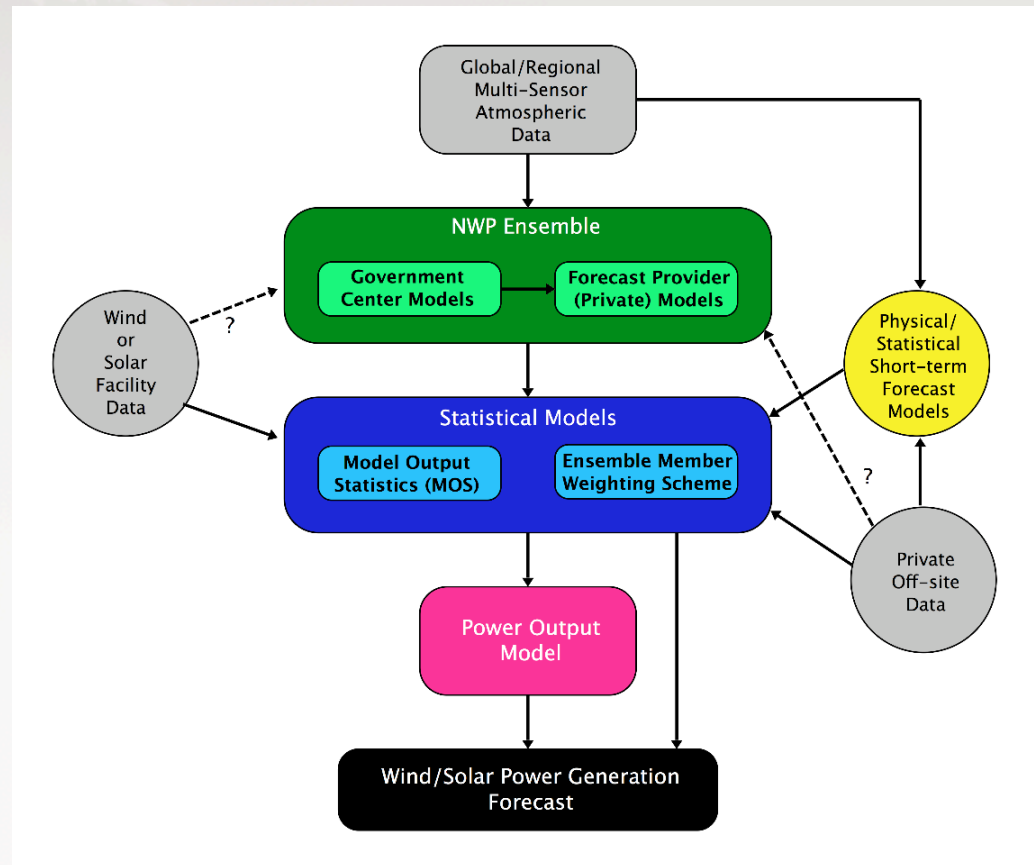 Global/Regional
Multi-Sensor
Atmospheric
Data
NWP Ensemble
Government
Center Models
Forecast Provider
(Private) Models
?
Wind
or
Solar
Facility
Data
Physical/
Statistical
Short-term
Forecast
Models
Statistical Models
Model Output
Statistics (MOS)
Ensemble Member
Weighting Scheme
?
Private
Off-site
Data
Power Output
Model
Wind/Solar Power Generation
Forecast